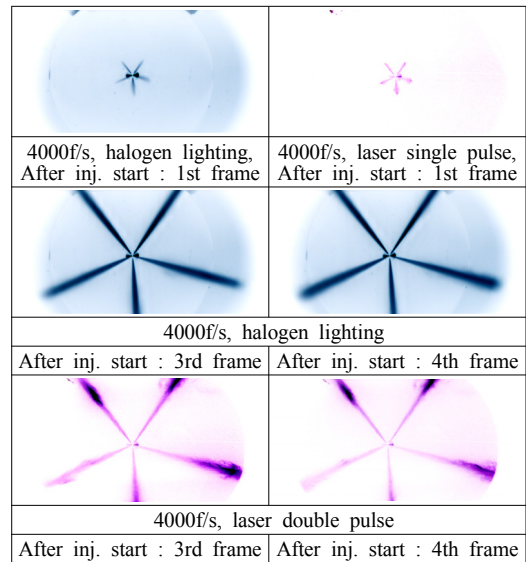 4000f/s, halogen lighting,
After inj. start : 1st frame
4000f/s, laser single pulse,
After inj. start : 1st frame
4000f/s, halogen lighting
After inj. start : 3rd frame
After inj. start : 4th frame
4000f/s, laser double pulse
After inj. start : 3rd frame
After inj. start : 4th frame